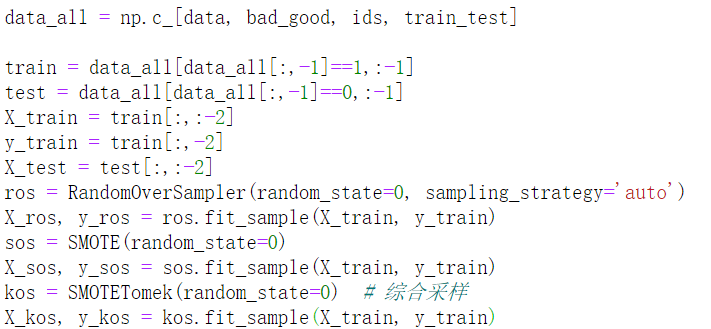 data_all = np.c_[data, bad_good, ids, train_test]
train = data_all[data_all[:,-1]==1,:-1]
test = data_all[data_all[:,-1]==0,:-1]
X_train = train[:,:-2]
y_train = train[:,-2]
X_test = test[:,:-2]
ros = RandomOverSampler(random_state=0, sampling_strategy='auto')
X_ros, y_ros = ros.fit_sample(X_train, y_train)
sos = SMOTE(random_state=0)
X_sos, y_sos = sos.fit_sample(X_train, y_train)
kos = SMOTETomek(random_state=0)  # 综合采样
X_kos, y_kos = kos.fit_sample(X_train, y_train)